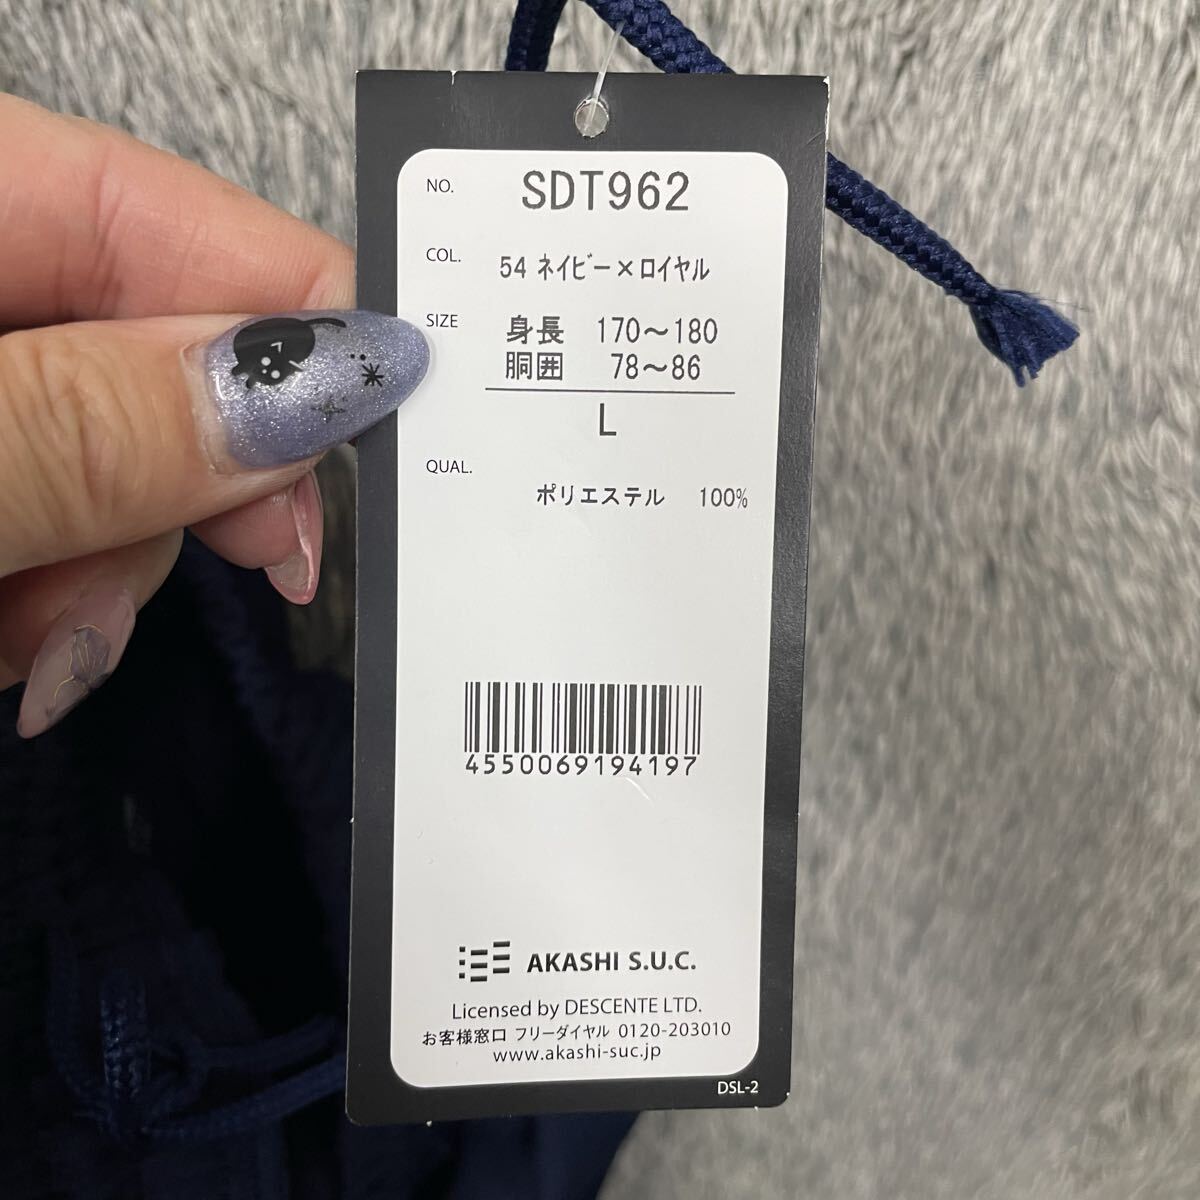 NO. SDT962
COL. 54 ﾈｲﾋﾞｰ×ﾛｲﾔﾙ
SIZE 身長 170～180
胴囲 78～86
L
QUAL.
ポリエステル 100%
4550069194197
AKASHI S.U.C.
Licensed by DESCENTE LTD.
お客様窓口 フリーダイヤル 0120-203010
www.akashi-suc.jp
DSL-2